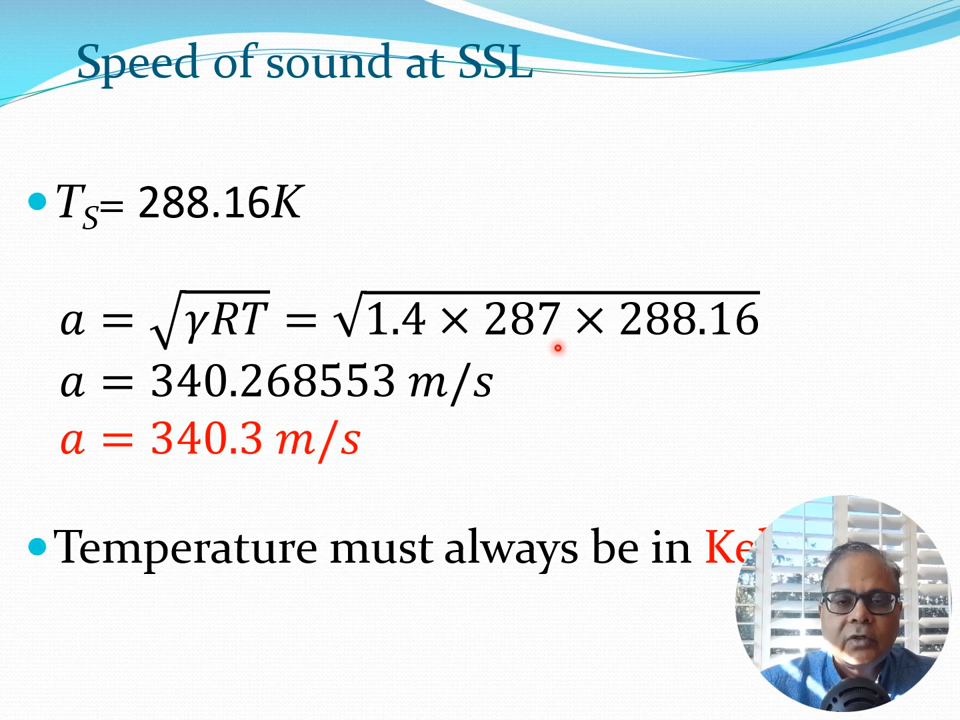 Speed of sound at SSL
• T_S= 288.16K
a = √γRT = √1.4 × 287 × 288.16
a = 340.268553 m/s
a = 340.3 m/s
• Temperature must always be in